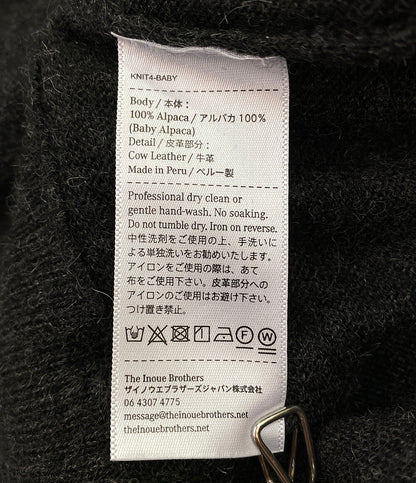 KNIT4-BABY
Body / 本体 :
100% Alpaca / アルパカ 100%
(Baby Alpaca)
Detail / 皮革部分 :
Cow Leather / 牛革
Made in Peru / ペルー製
Professional dry clean or
gentle hand-wash. No soaking.
Do not tumble dry. Iron on reverse.
中性洗剤をご使用の上、手洗いに
よる単独洗いをお勧めいたします。
アイロンをご使用の際は、あて
布をご使用下さい。皮革部分への
アイロンはお避け下さい。
つけ置き禁止。
F W
The Inoue Brothers
ザイノウエブラザーズジャパン株式会社
06 4307 4775
message@theinouebrothers.net
theinouebrothers.net